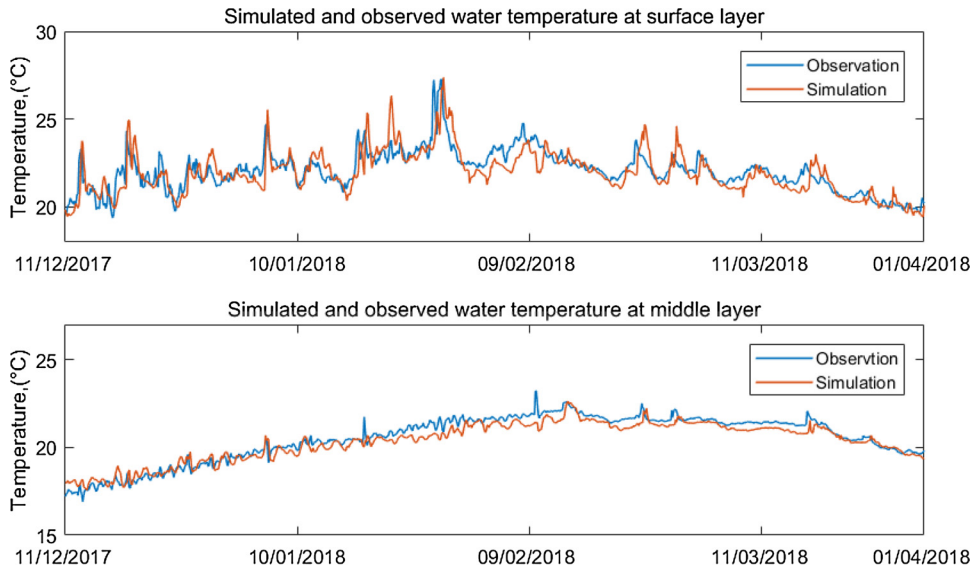 Simulated and observed water temperature at surface layer
30
25
20
Temperature,(°C)
Observation
Simulation
11/12/2017 10/01/2018 09/02/2018 11/03/2018 01/04/2018
Simulated and observed water temperature at middle layer
25
20
15
Temperature,(°C)
Observtion
Simulation
11/12/2017 10/01/2018 09/02/2018 11/03/2018 01/04/2018